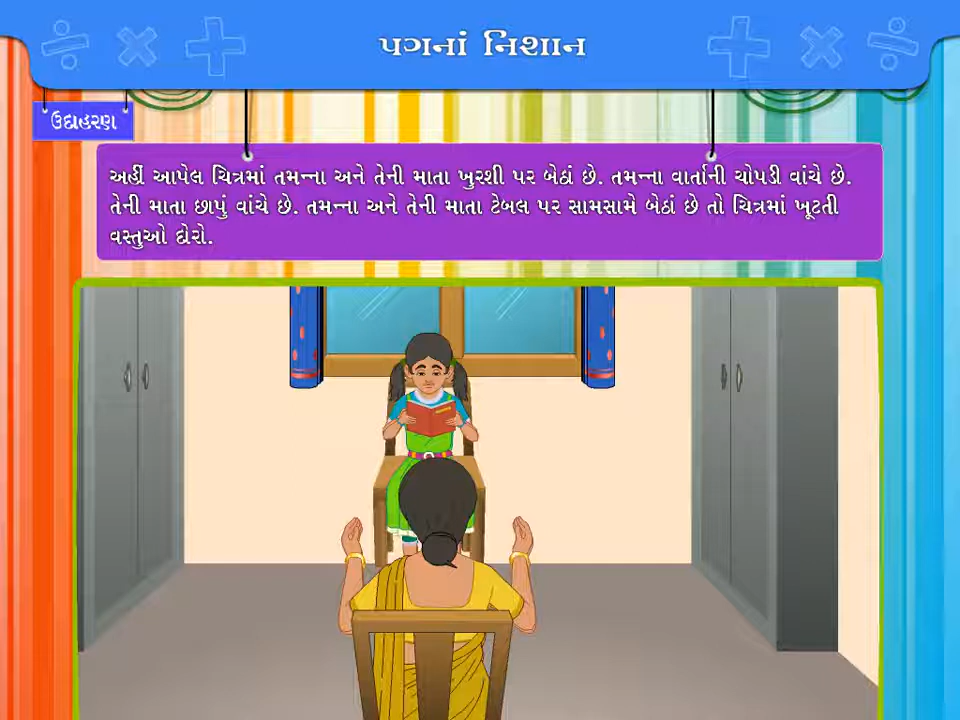 પગનાં નિશાન
ઉદાહરણ
અહીં આપેલ ચિત્રમાં તમન્ના અને તેની માતા ખુરશી પર બેઠાં છે. તમન્ના વાર્તાની ચોપડી વાંચે છે.
તેની માતા છાપું વાંચે છે. તમન્ના અને તેની માતા ટેબલ પર સામસામે બેઠાં છે તો ચિત્રમાં ખૂટતી
વસ્તુઓ દોરો.